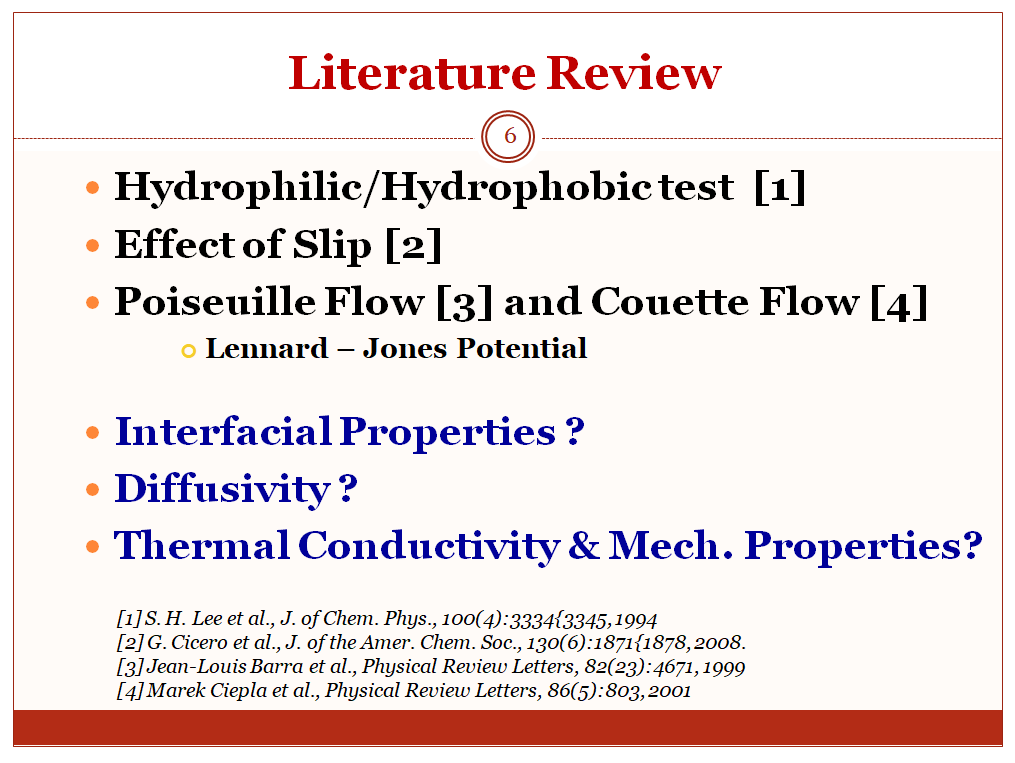 Literature Review
6
Hydrophilic/Hydrophobic test [1]
Effect of Slip [2]
Poiseuille Flow [3] and Couette Flow [4]
Lennard – Jones Potential
Interfacial Properties ?
Diffusivity ?
Thermal Conductivity & Mech. Properties?
[1] S. H. Lee et al., J. of Chem. Phys., 100(4):3334{3345, 1994
[2] G. Cicero et al., J. of the Amer. Chem. Soc., 130(6):1871{1878, 2008.
[3] Jean-Louis Barra et al., Physical Review Letters, 82(23):4671, 1999
[4] Marek Ciepla et al., Physical Review Letters, 86(5):803, 2001